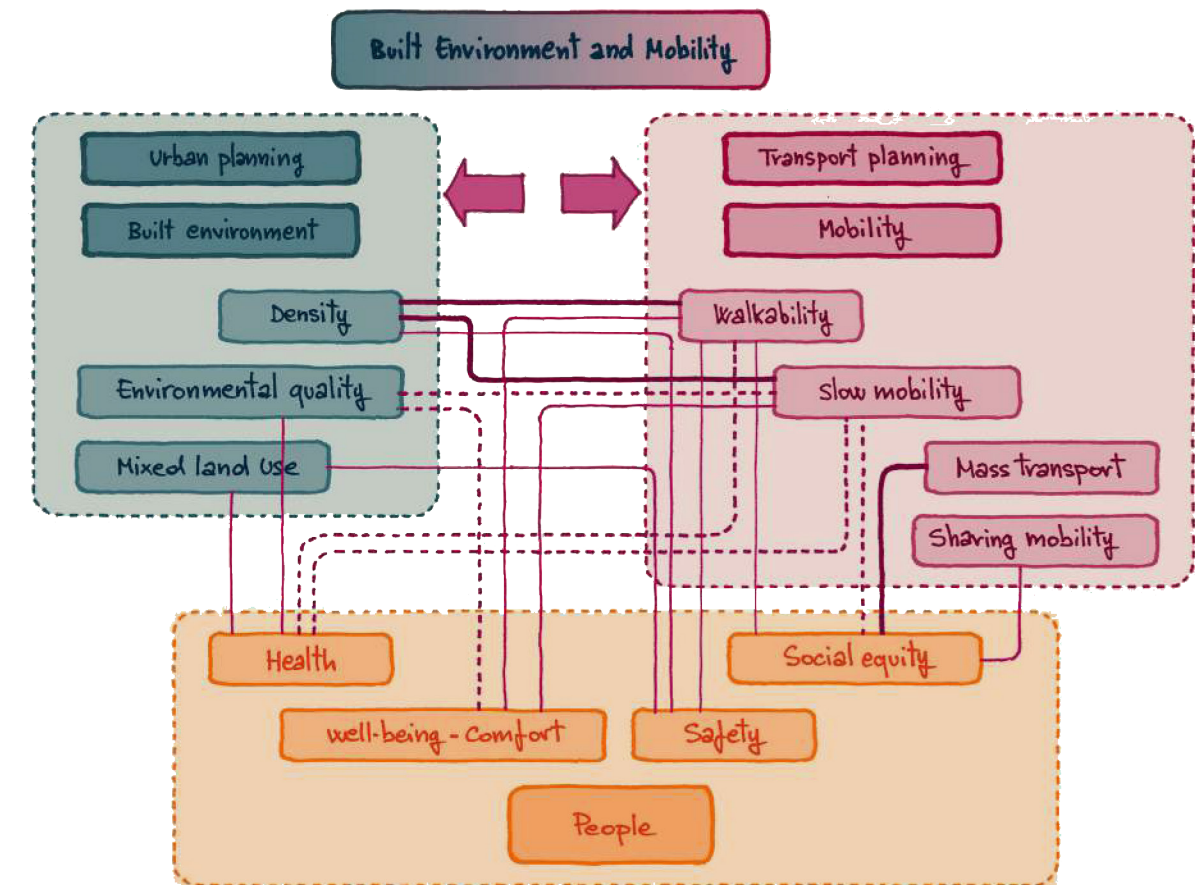 Built Environment and Mobility
Urban planning
Built environment
Density
Environmental quality
Mixed land use
Transport planning
Mobility
Walkability
Slow mobility
Mass transport
Sharing mobility
Health
Social equity
well-being - Comfort
Safety
People